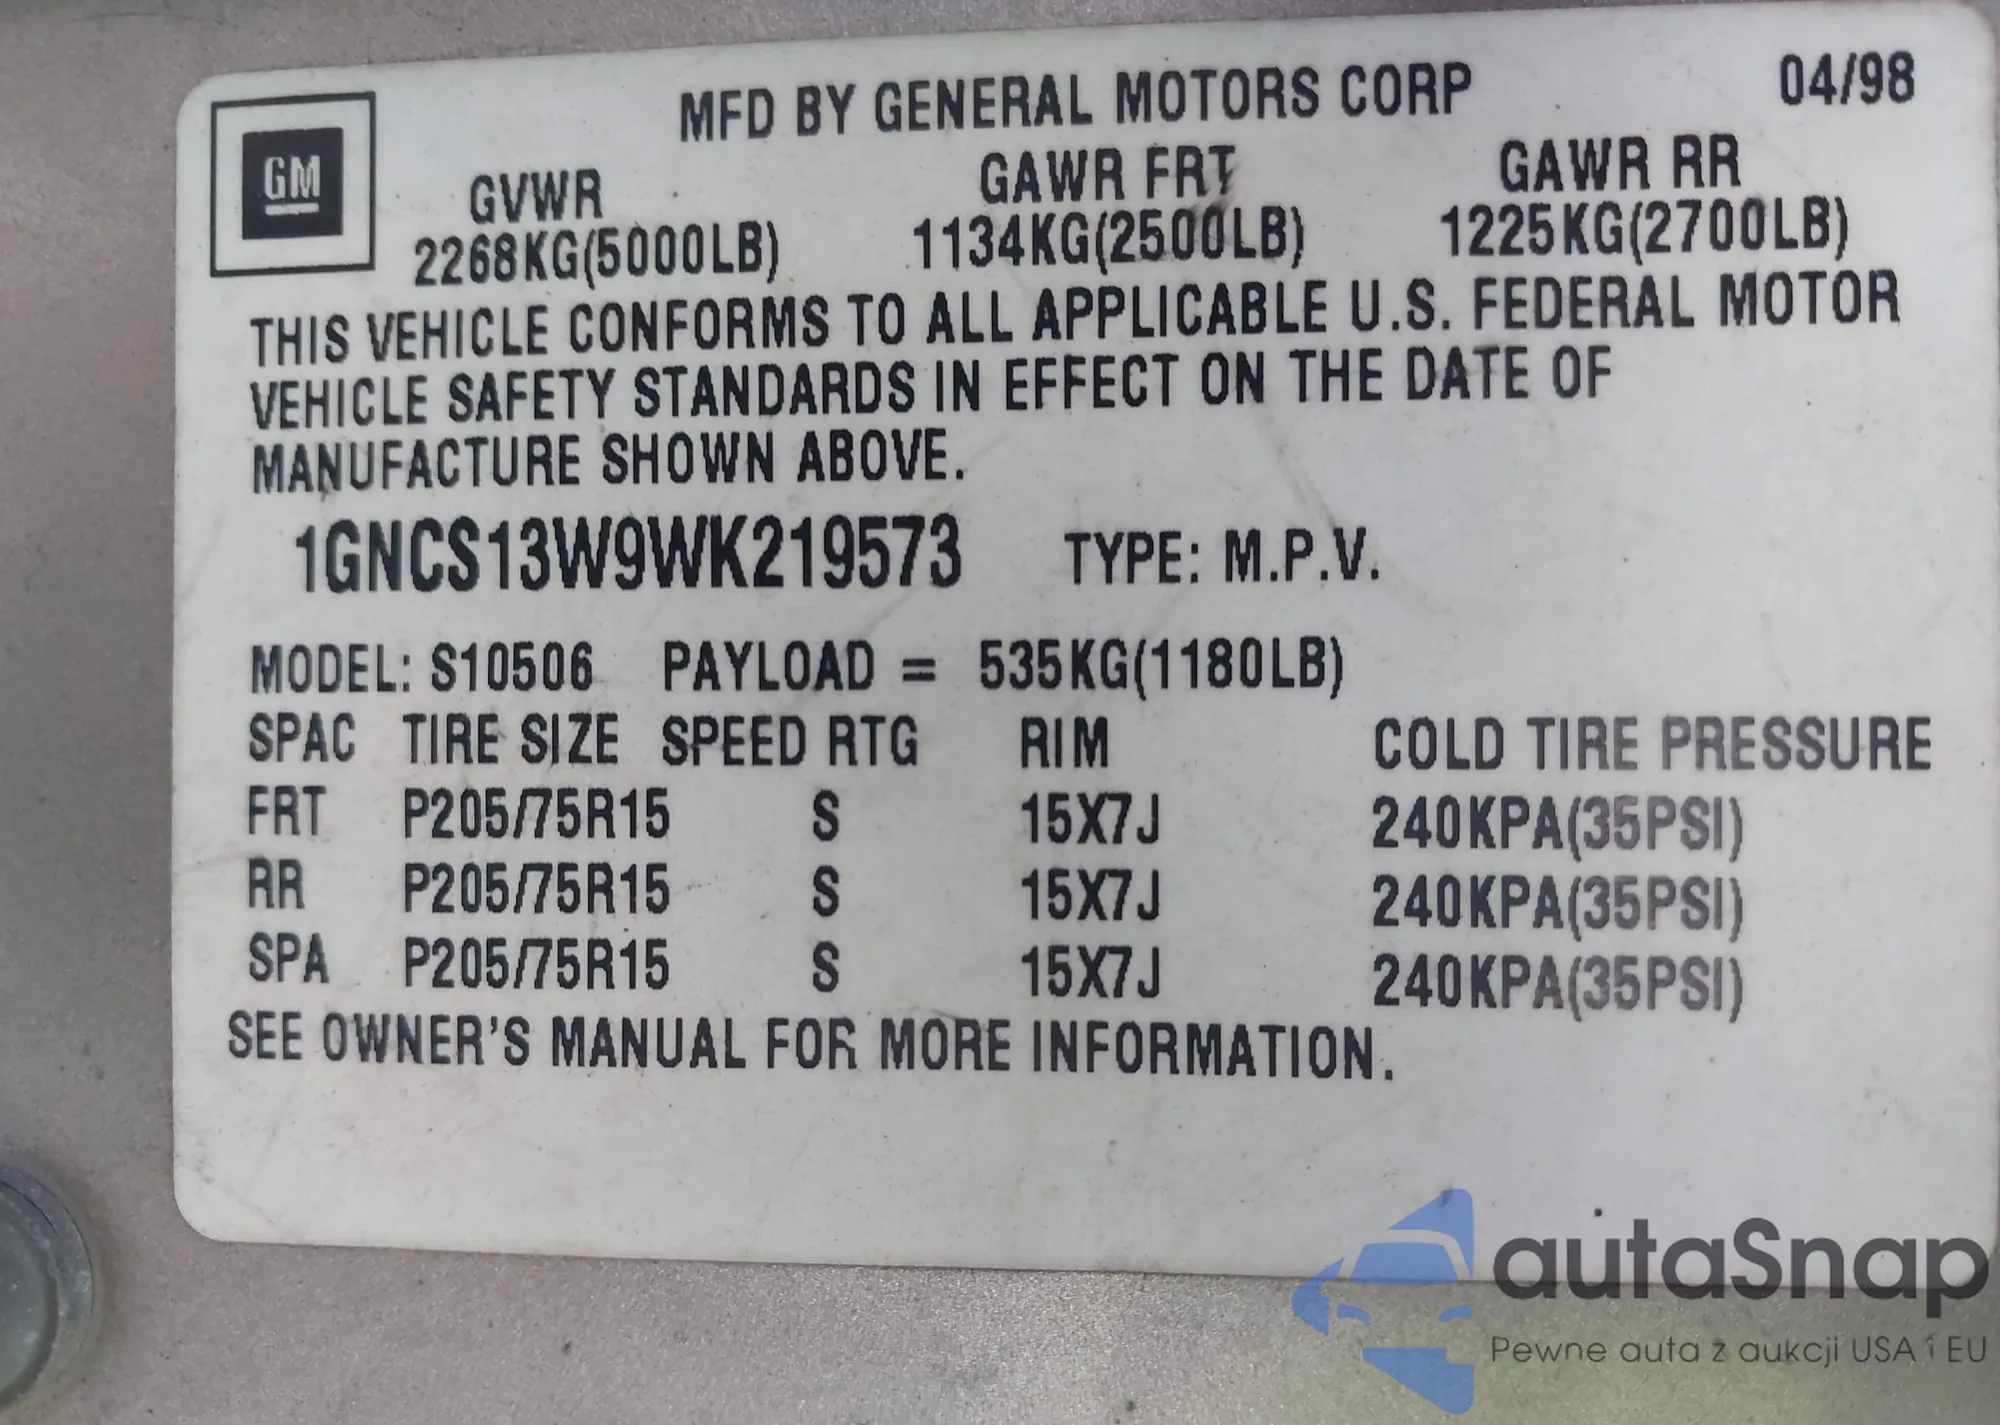 MFD BY GENERAL MOTORS CORP 04/98
GM
GVWR GAWR FRT GAWR RR
2268KG(5000LB) 1134KG(2500LB) 1225KG(2700LB)
THIS VEHICLE CONFORMS TO ALL APPLICABLE U.S. FEDERAL MOTOR
VEHICLE SAFETY STANDARDS IN EFFECT ON THE DATE OF
MANUFACTURE SHOWN ABOVE.
1GNCS13W9WK219573 TYPE: M.P.V.
MODEL: S10506 PAYLOAD = 535KG(1180LB)
SPAC TIRE SIZE SPEED RTG RIM COLD TIRE PRESSURE
FRT P205/75R15 S 15X7J 240KPA(35PSI)
RR P205/75R15 S 15X7J 240KPA(35PSI)
SPA P205/75R15 S 15X7J 240KPA(35PSI)
SEE OWNER'S MANUAL FOR MORE INFORMATION.
autaSnap
Pewne auta z aukcji USA i EU